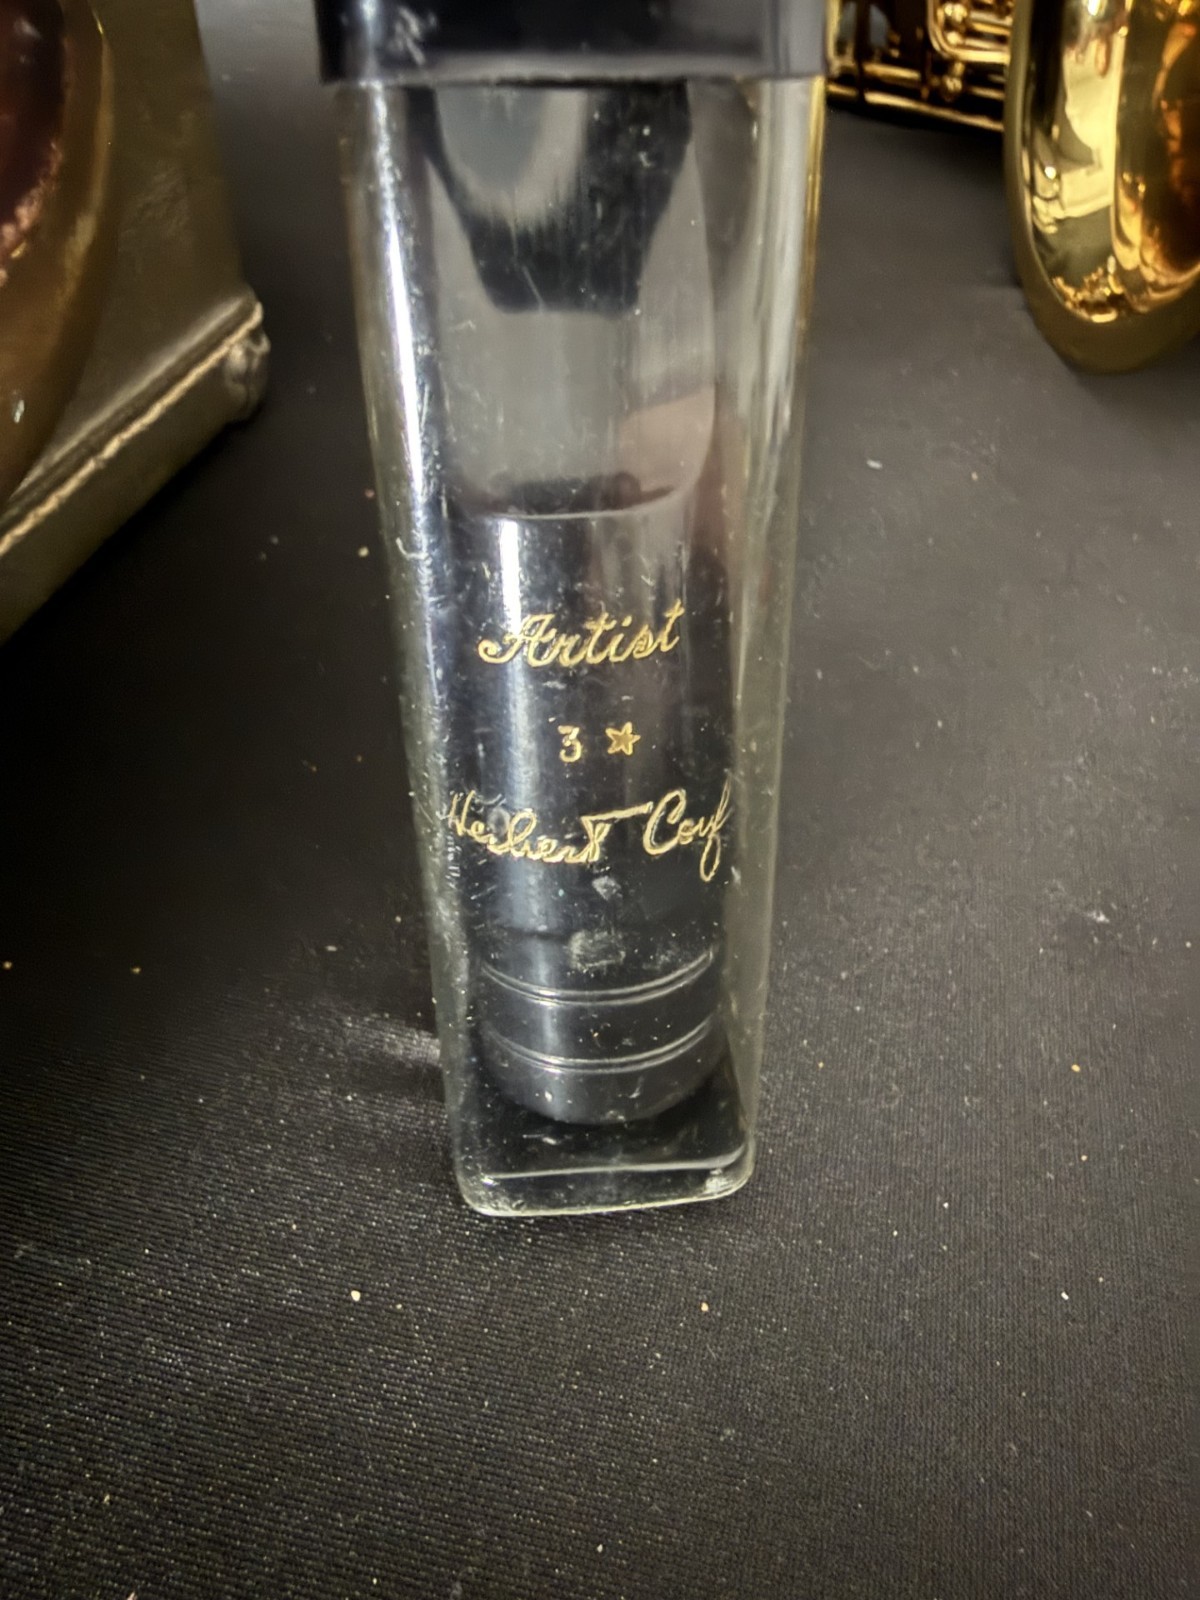 Artist
3 ★
Herbert Couf